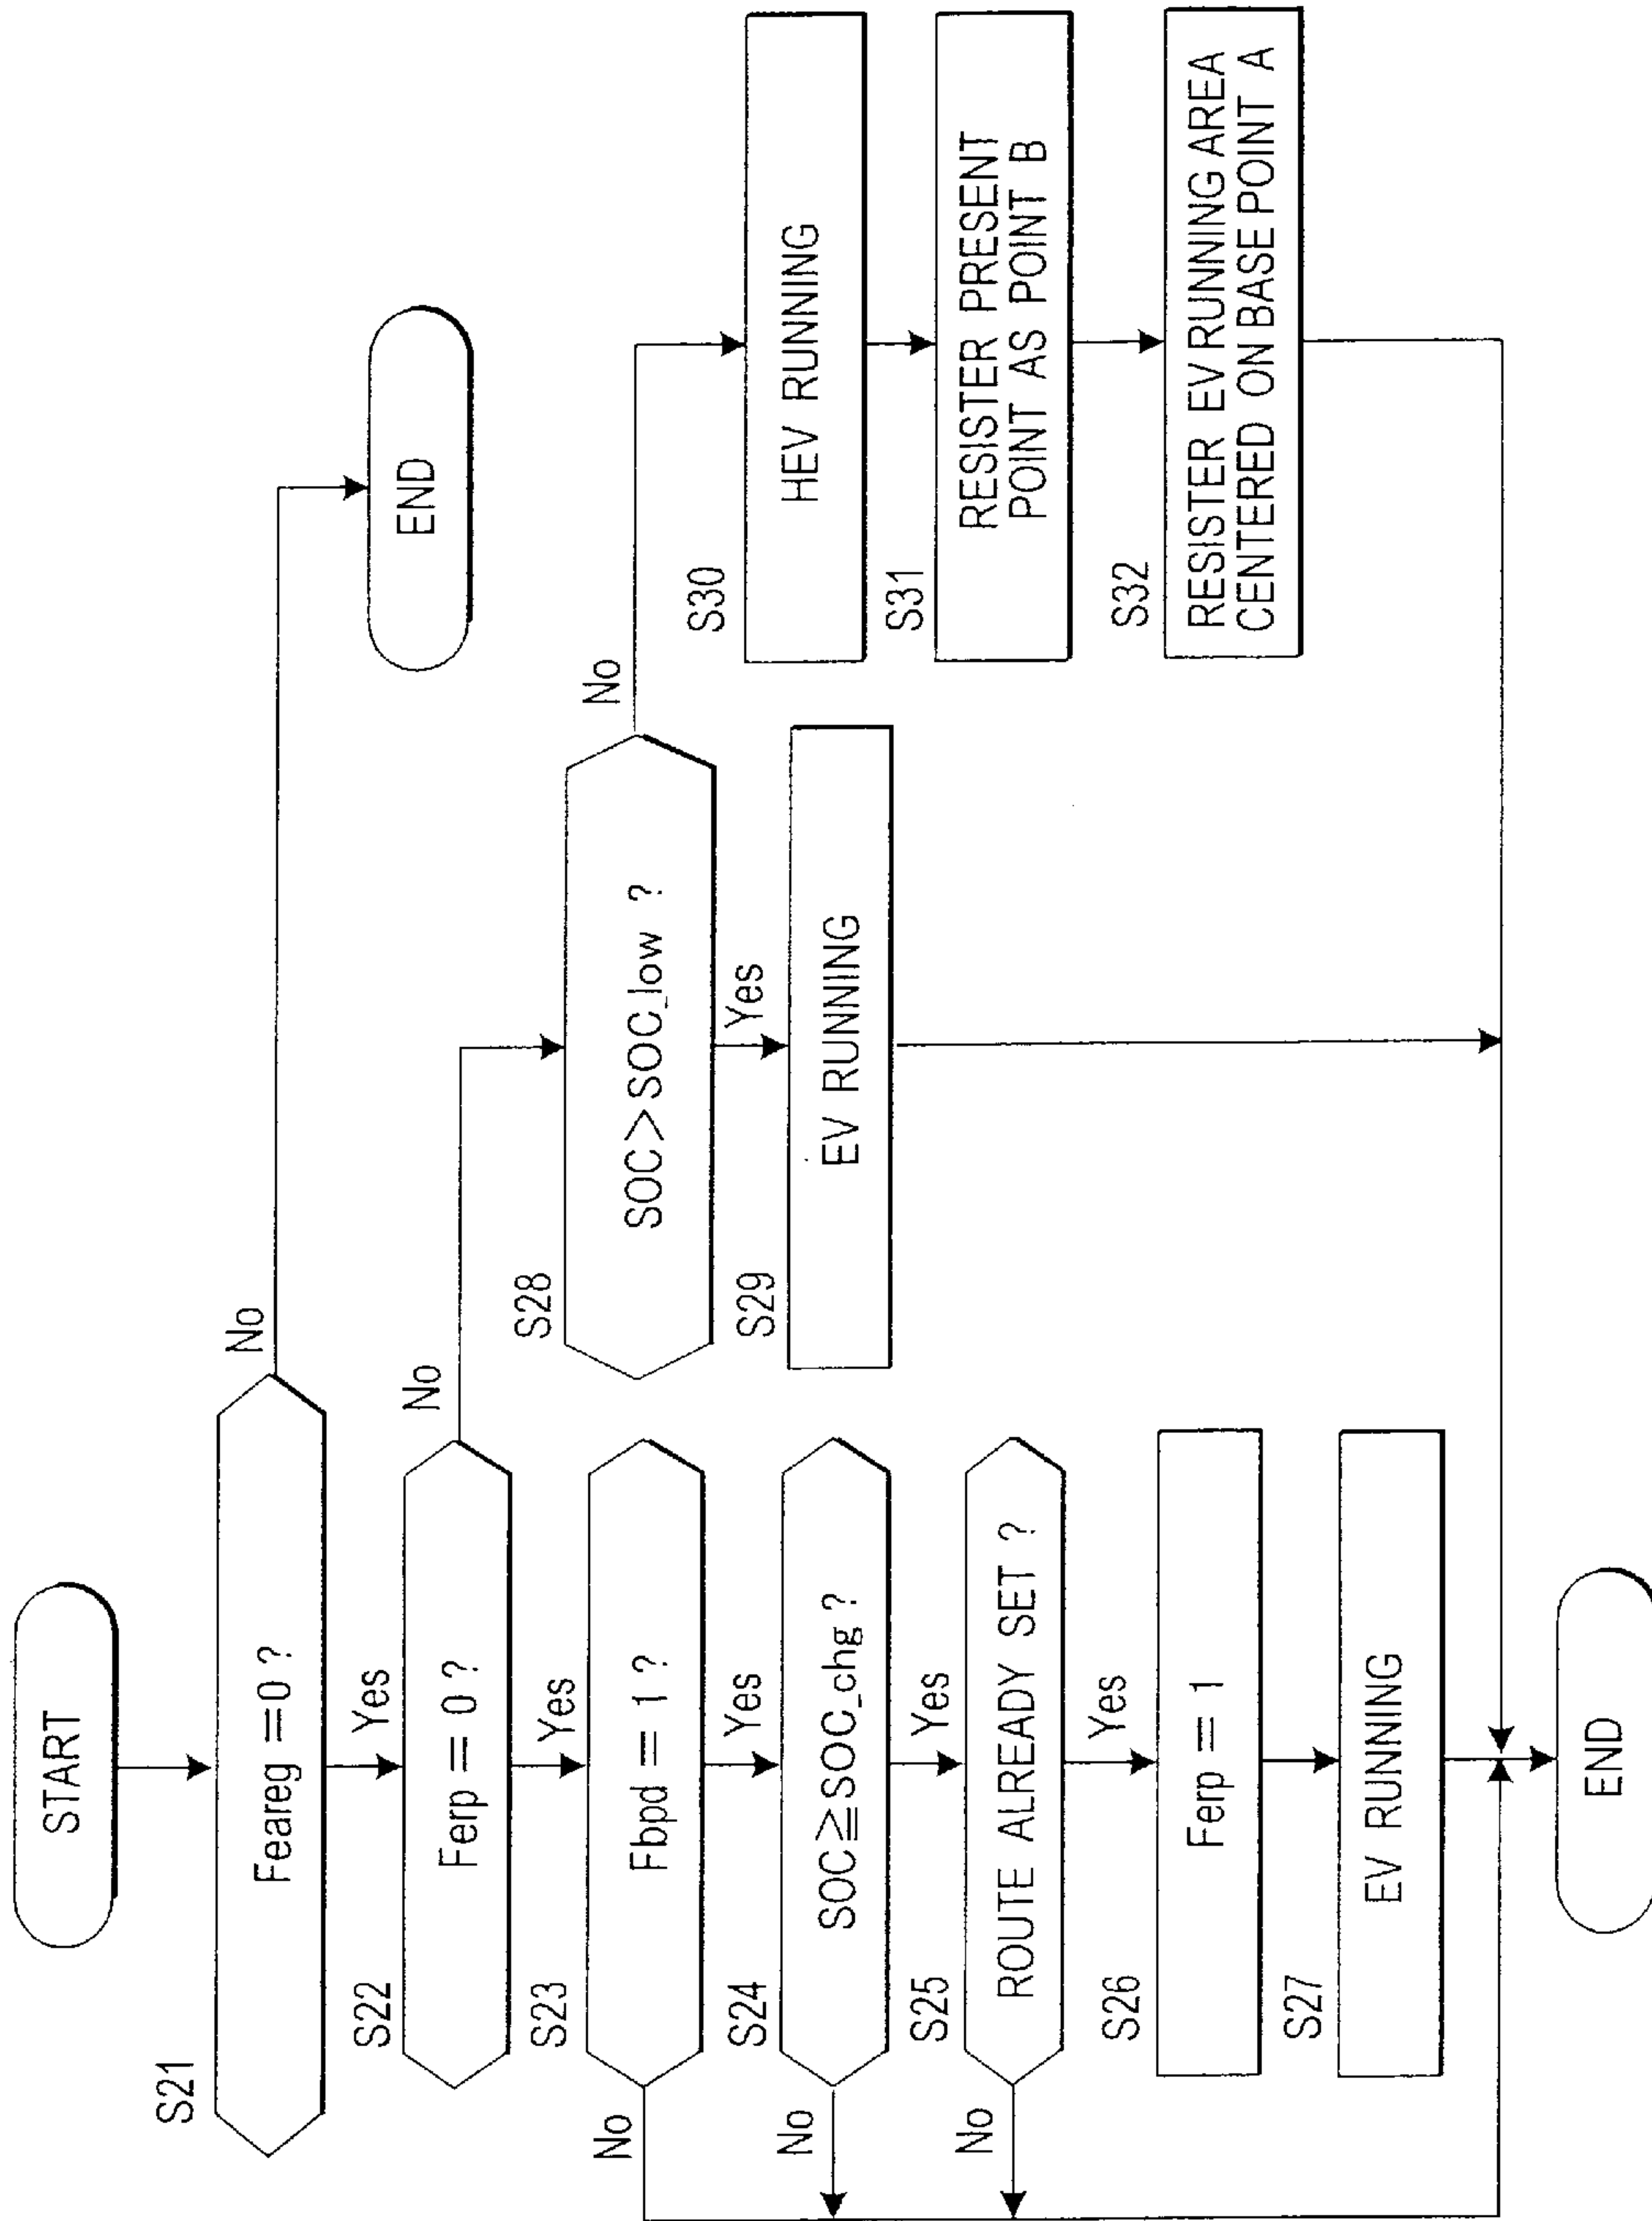 START
S21
Feareg=0?
No
Yes
END
S22
Ferp=0?
No
Yes
S23
Fbpd=1?
No
Yes
S24
SOC≧SOC_chg?
No
Yes
S25
ROUTE ALREADY SET ?
No
Yes
S26
Ferp=1
S27
EV RUNNING
END
S28
SOC>SOC_low ?
No
Yes
S29
EV RUNNING
S30
HEV RUNNING
S31
RESISTER PRESENT
POINT AS POINT B
S32
RESISTER EV RUNNING AREA
CENTERED ON BASE POINT A